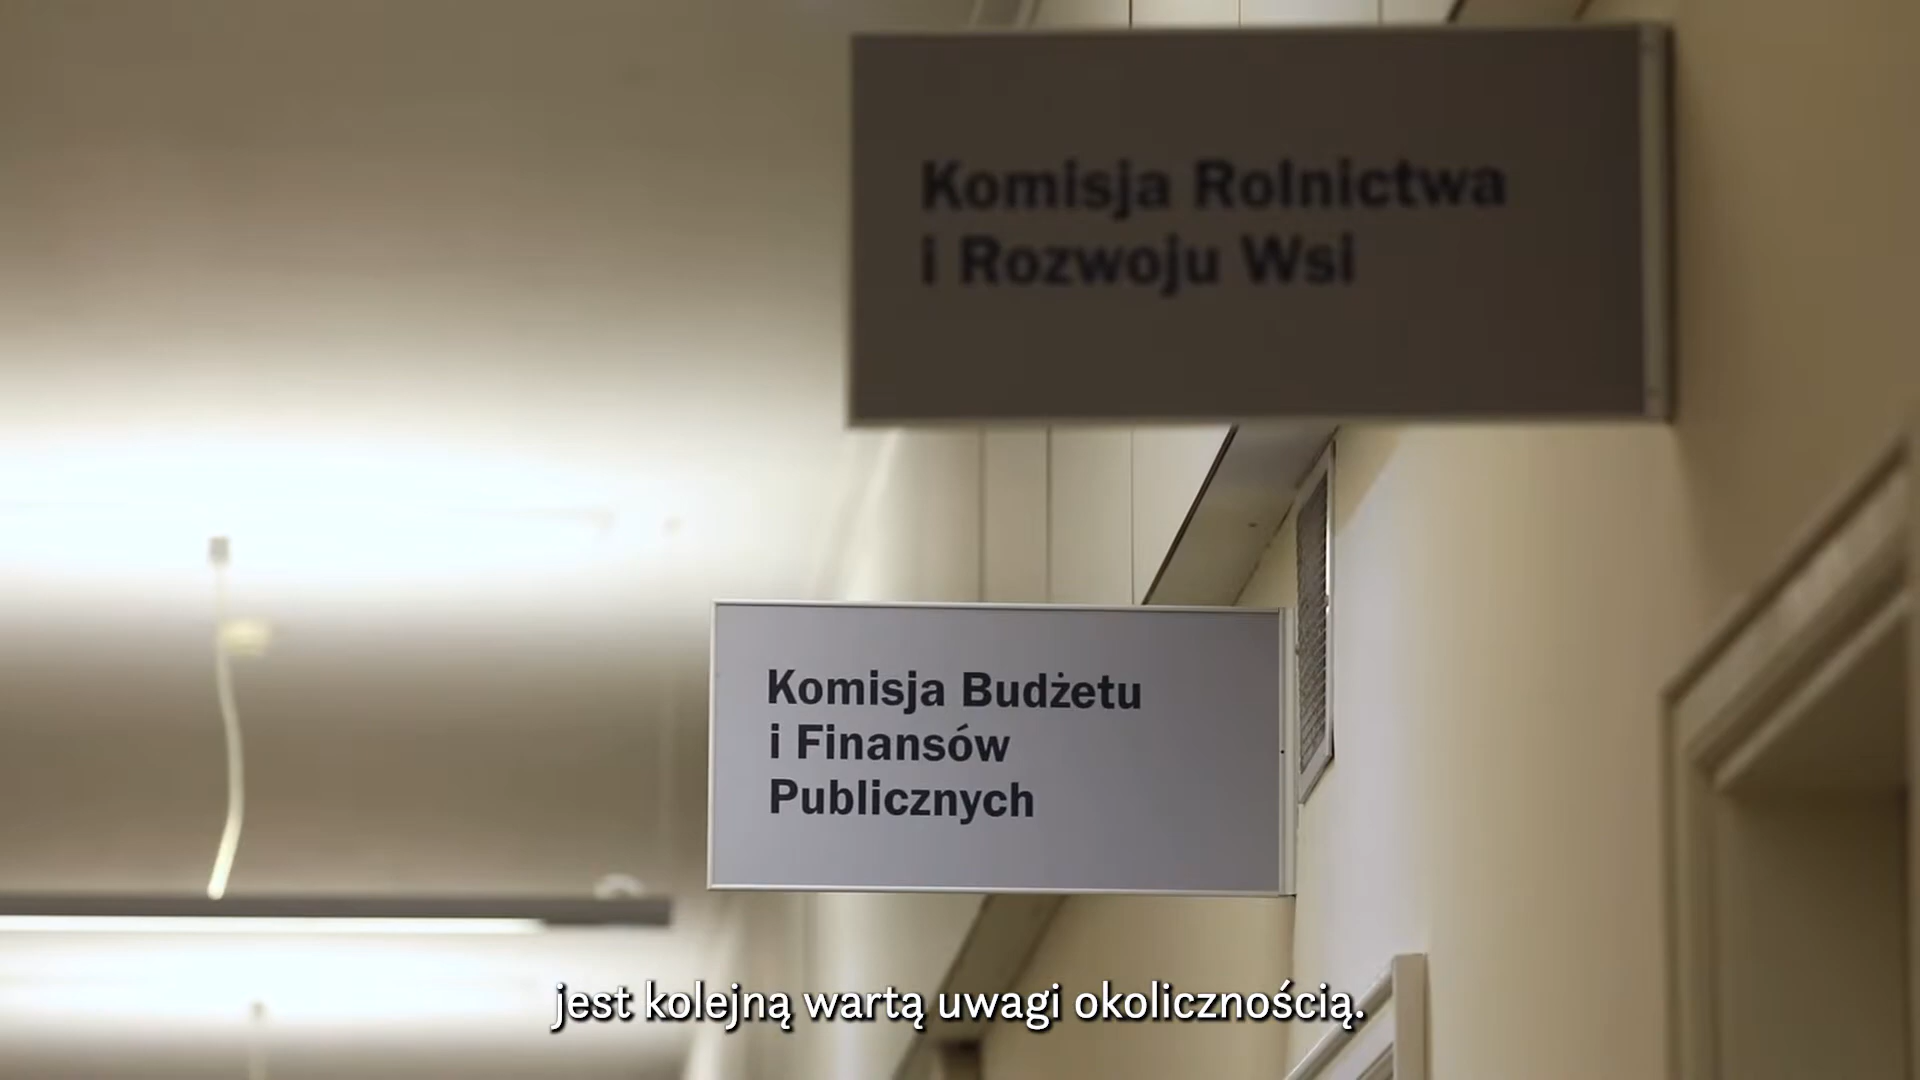 Komisja Rolnictwa
i Rozwoju Wsi
Komisja Budżetu
i Finansów
Publicznych
jest kolejną wartą uwagi okolicznością.